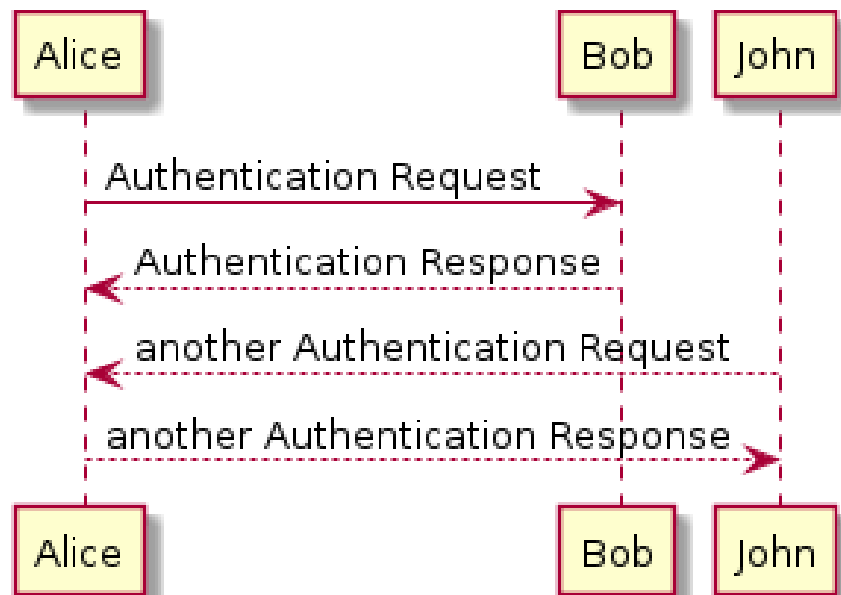 Alice
Bob
John
Authentication Request
Authentication Response
another Authentication Request
another Authentication Response
Alice
Bob
John